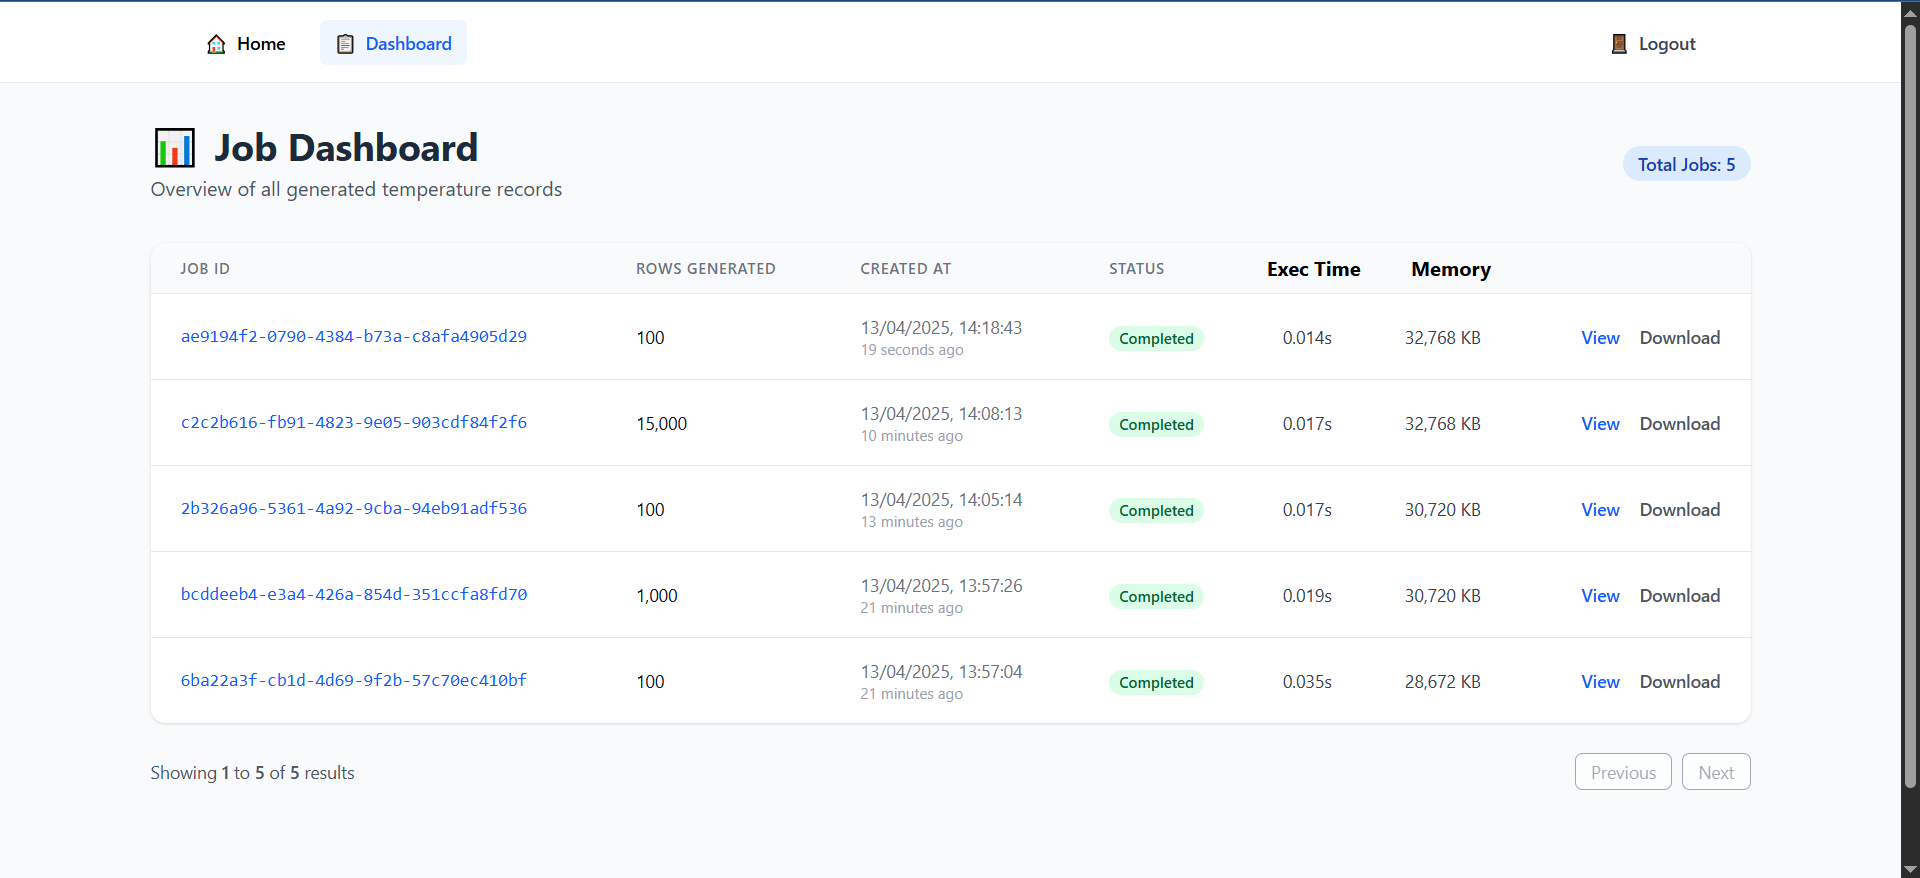 Home Dashboard Logout
Job Dashboard
Overview of all generated temperature records
Total Jobs: 5
JOB ID ROWS GENERATED CREATED AT STATUS Exec Time Memory
ae9194f2-0790-4384-b73a-c8afa4905d29 100 13/04/2025, 14:18:43 Completed 0.014s 32,768 KB View Download
19 seconds ago
c2c2b616-fb91-4823-9e05-903cdf84f2f6 15,000 13/04/2025, 14:08:13 Completed 0.017s 32,768 KB View Download
10 minutes ago
2b326a96-5361-4a92-9cba-94eb91adf536 100 13/04/2025, 14:05:14 Completed 0.017s 30,720 KB View Download
13 minutes ago
bcddeeb4-e3a4-426a-854d-351ccfa8fd70 1,000 13/04/2025, 13:57:26 Completed 0.019s 30,720 KB View Download
21 minutes ago
6ba22a3f-cb1d-4d69-9f2b-57c70ec410bf 100 13/04/2025, 13:57:04 Completed 0.035s 28,672 KB View Download
21 minutes ago
Showing 1 to 5 of 5 results Previous Next